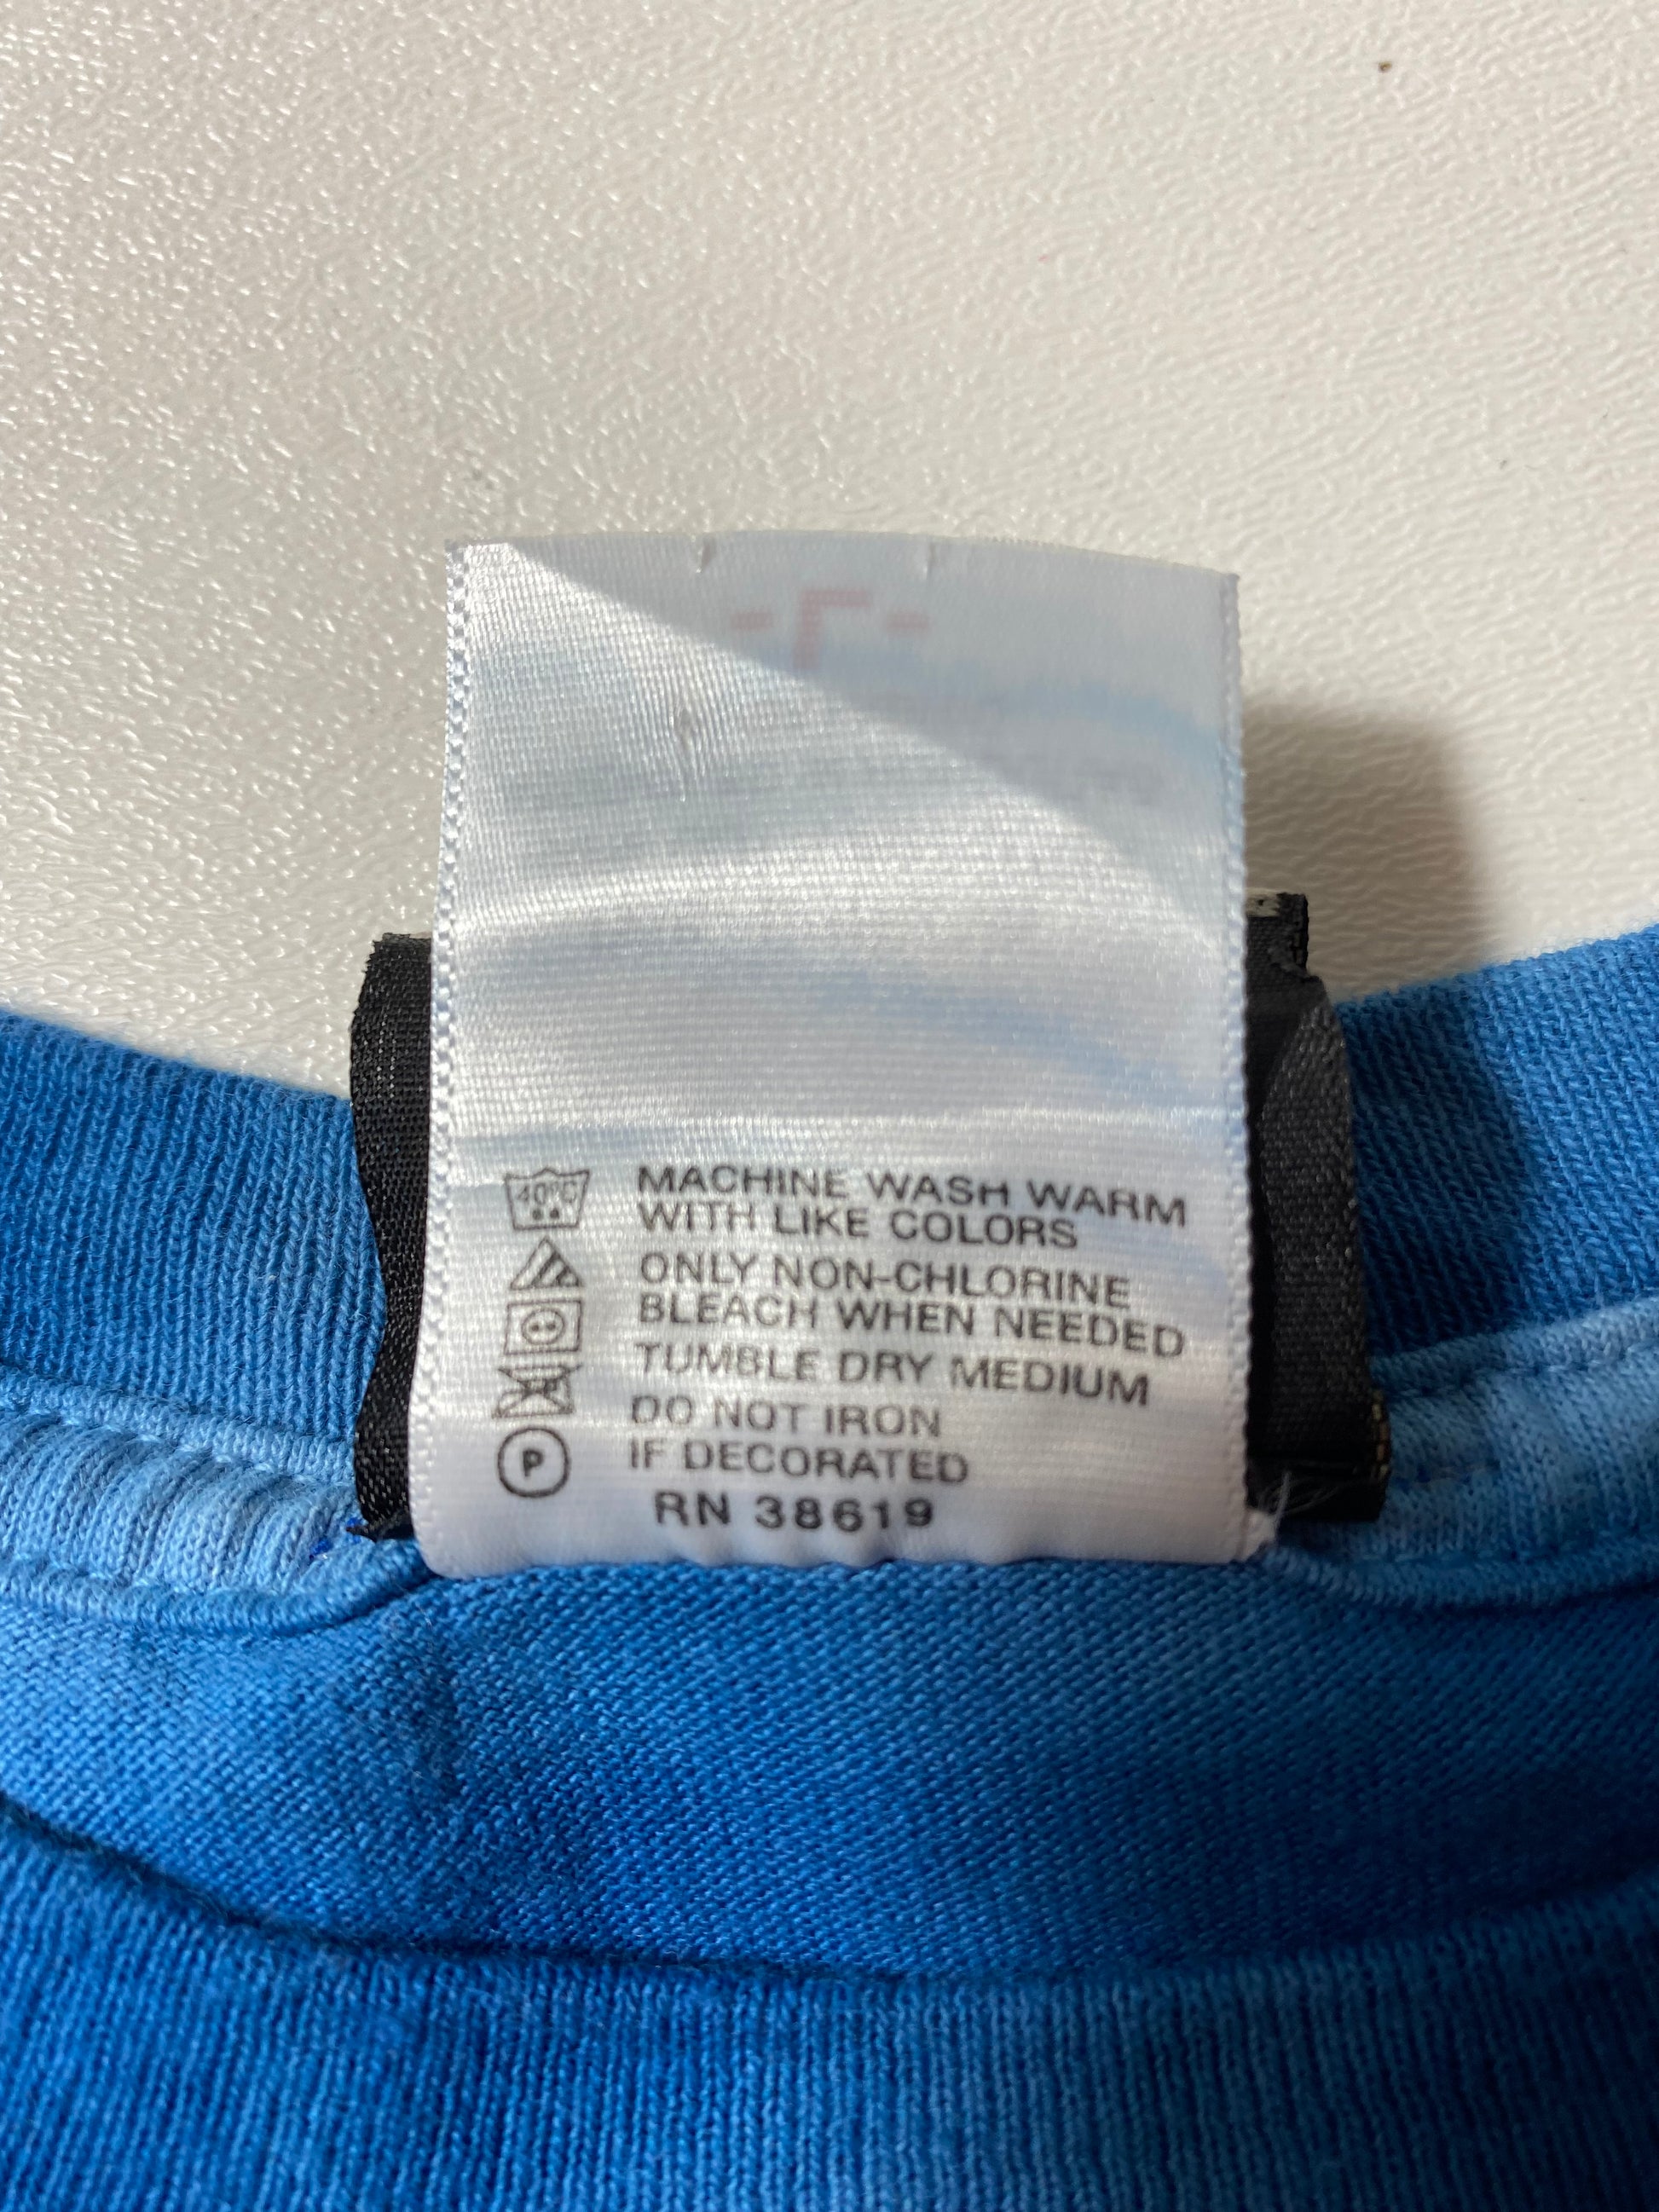 40°C
MACHINE WASH WARM
WITH LIKE COLORS
ONLY NON-CHLORINE
BLEACH WHEN NEEDED
TUMBLE DRY MEDIUM
DO NOT IRON
IF DECORATED
P
RN 38619